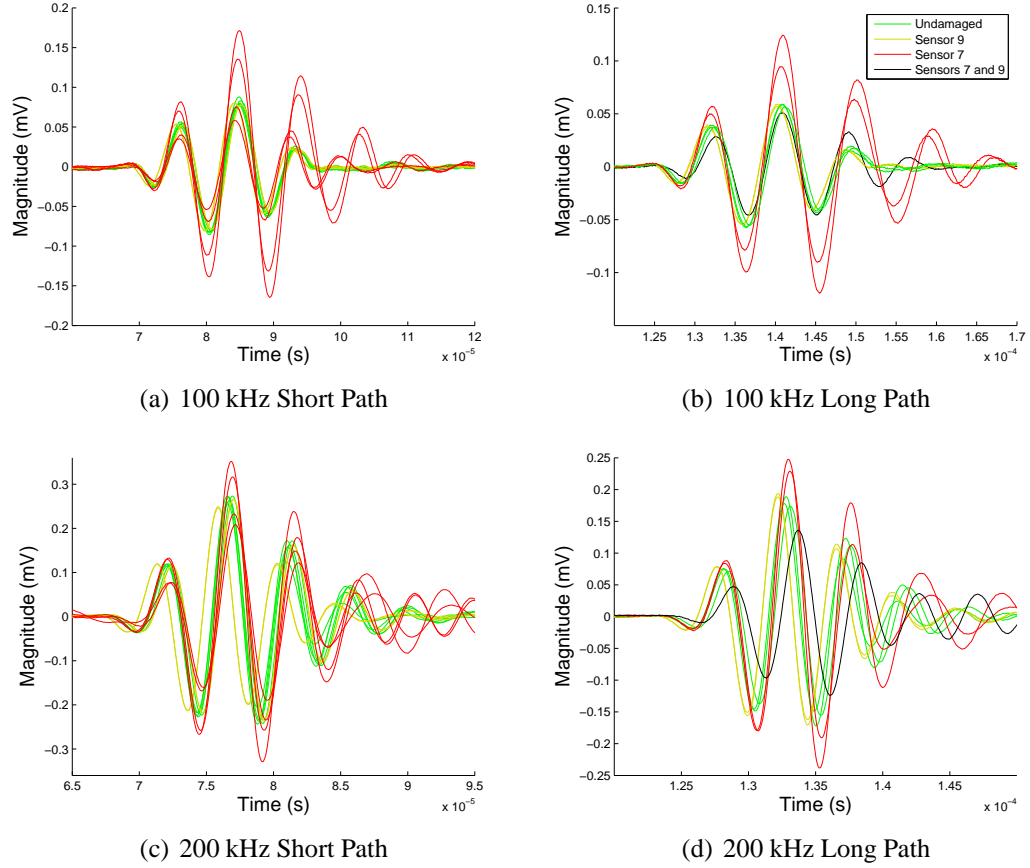 0.2
0.15
0.1
0.05
0
−0.05
−0.1
−0.15
−0.2
Magnitude (mV)
7 8 9 10 11 12
x 10⁻⁵
Time (s)
(a) 100 kHz Short Path
0.15
0.1
0.05
0
−0.05
−0.1
Magnitude (mV)
1.25 1.3 1.35 1.4 1.45 1.5 1.55 1.6 1.65 1.7
x 10⁻⁴
Time (s)
Undamaged
Sensor 9
Sensor 7
Sensors 7 and 9
(b) 100 kHz Long Path
0.3
0.2
0.1
0
−0.1
−0.2
−0.3
Magnitude (mV)
6.5 7 7.5 8 8.5 9 9.5
x 10⁻⁵
Time (s)
(c) 200 kHz Short Path
0.25
0.2
0.15
0.1
0.05
0
−0.05
−0.1
−0.15
−0.2
0.25
Magnitude (mV)
1.25 1.3 1.35 1.4 1.45
x 10⁻⁴
Time (s)
(d) 200 kHz Long Path